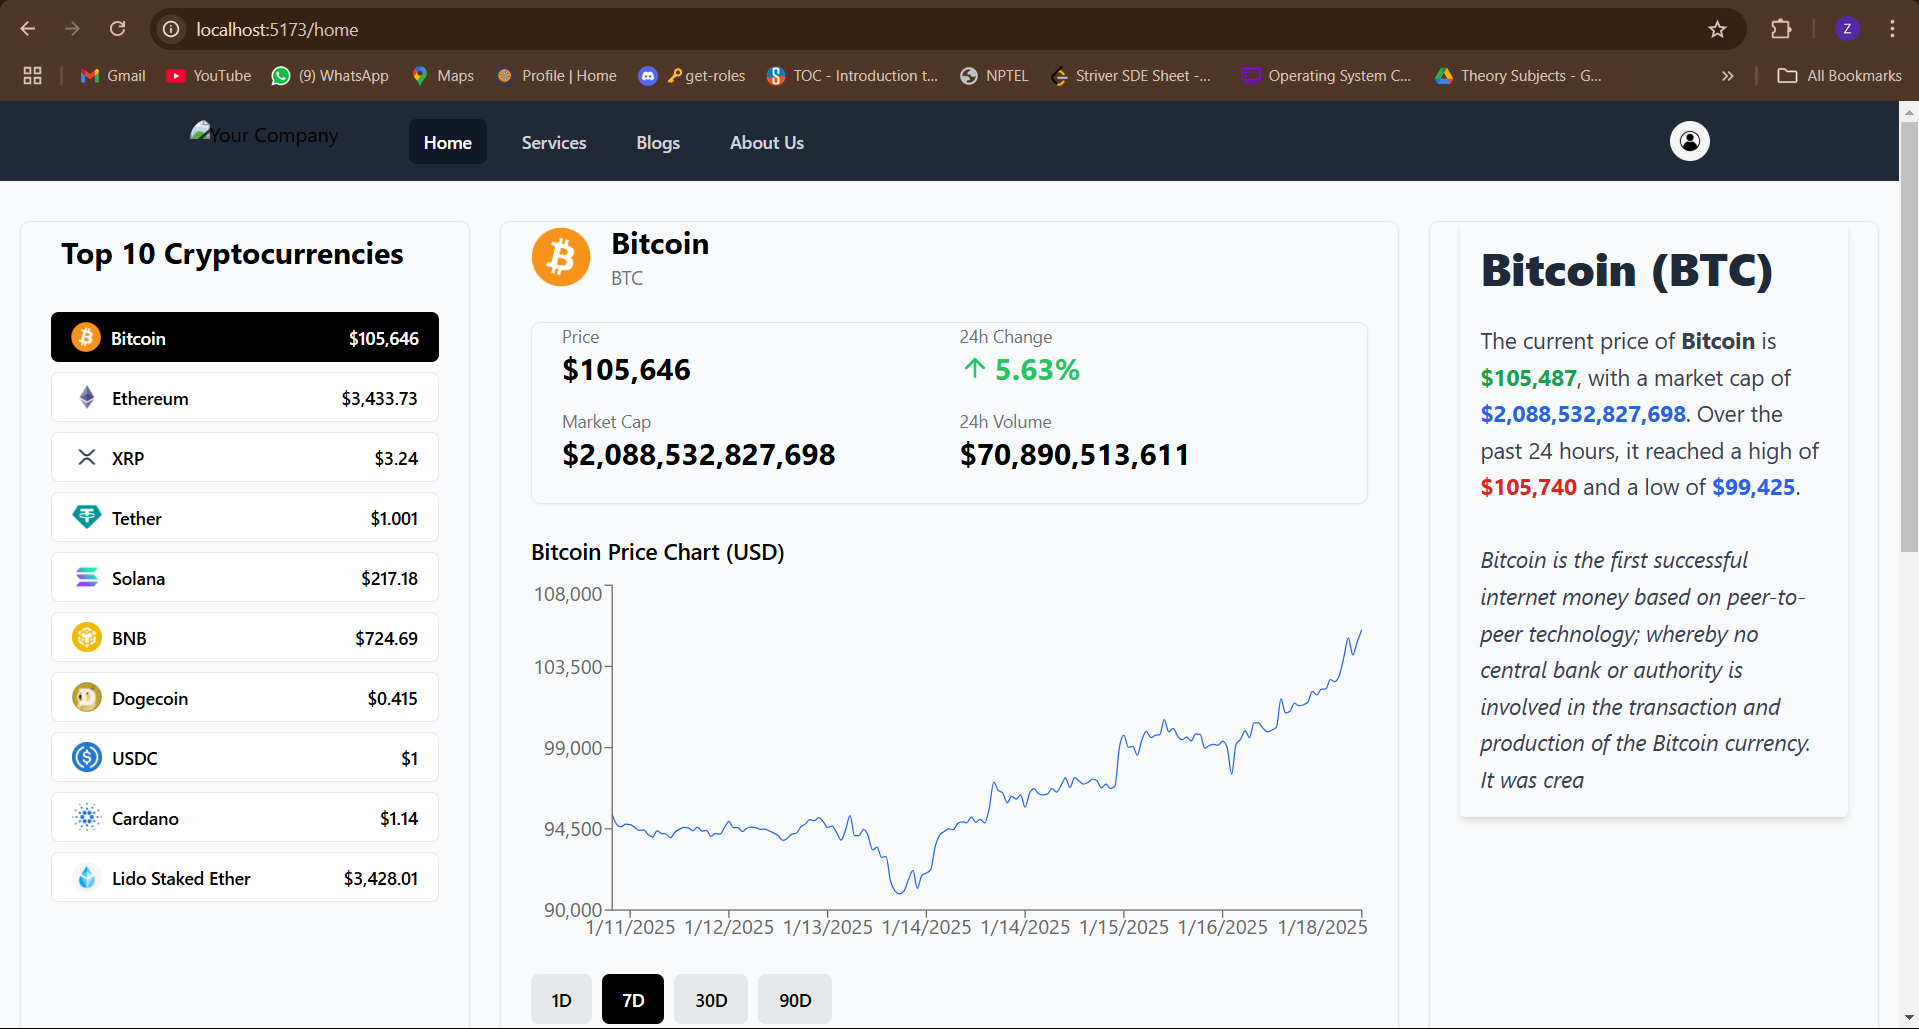 localhost:5173/home
Z
Gmail
YouTube
(9) WhatsApp
Maps
Profile | Home
get-roles
TOC - Introduction t...
NPTEL
Striver SDE Sheet -...
Operating System C...
Theory Subjects - G...
»
All Bookmarks
Your Company
Home
Services
Blogs
About Us
Top 10 Cryptocurrencies
Bitcoin $105,646
Ethereum $3,433.73
XRP $3.24
Tether $1.001
Solana $217.18
BNB $724.69
Dogecoin $0.415
USDC $1
Cardano $1.14
Lido Staked Ether $3,428.01
Bitcoin
BTC
Price
$105,646
24h Change
↑ 5.63%
Market Cap
$2,088,532,827,698
24h Volume
$70,890,513,611
Bitcoin Price Chart (USD)
108,000
103,500
99,000
94,500
90,000
1/11/2025 1/12/2025 1/13/2025 1/14/2025 1/14/2025 1/15/2025 1/16/2025 1/18/2025
1D
7D
30D
90D
Bitcoin (BTC)
The current price of Bitcoin is
$105,487, with a market cap of
$2,088,532,827,698. Over the
past 24 hours, it reached a high of
$105,740 and a low of $99,425.
Bitcoin is the first successful
internet money based on peer-to-
peer technology; whereby no
central bank or authority is
involved in the transaction and
production of the Bitcoin currency.
It was crea